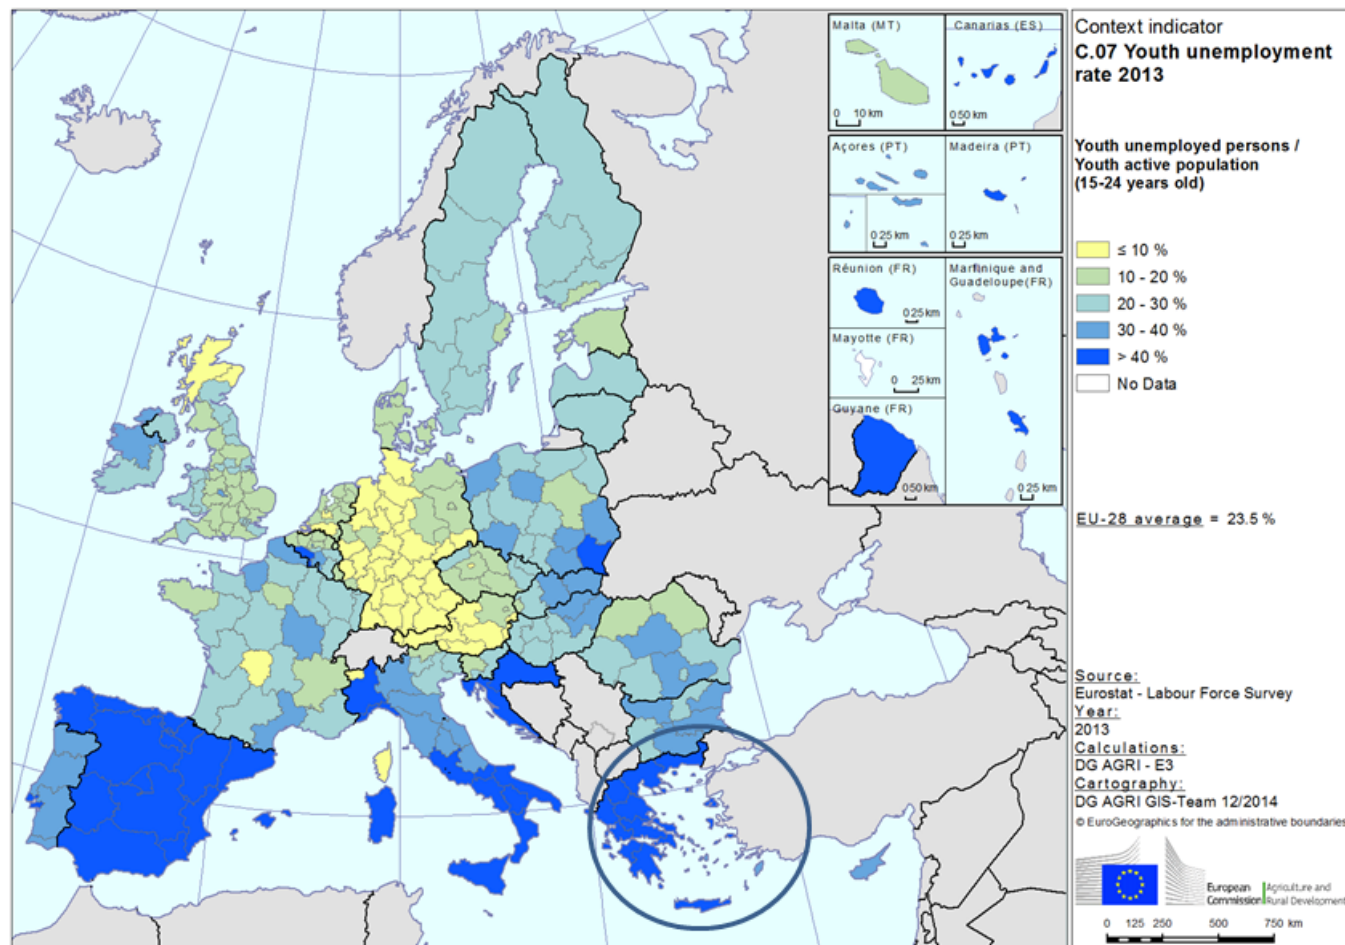 Malta (MT)
0 10 km
Canarias (ES)
0 50 km
Açores (PT)
0 25 km
Madeira (PT)
0 25 km
Réunion (FR)
0 25 km
Martinique and
Guadeloupe(FR)
0 25 km
Mayotte (FR)
0 25 km
Guyane (FR)
0 50 km
Context indicator
C.07 Youth unemployment
rate 2013
Youth unemployed persons /
Youth active population
(15-24 years old)
≤ 10 %
10 - 20 %
20 - 30 %
30 - 40 %
> 40 %
No Data
EU-28 average = 23.5 %
Source:
Eurostat - Labour Force Survey
Year:
2013
Calculations:
DG AGRI - E3
Cartography:
DG AGRI GIS-Team 12/2014
© EuroGeographics for the administrative boundaries
European
Commission
Agriculture and
Rural Development
0 125 250 500 750 km